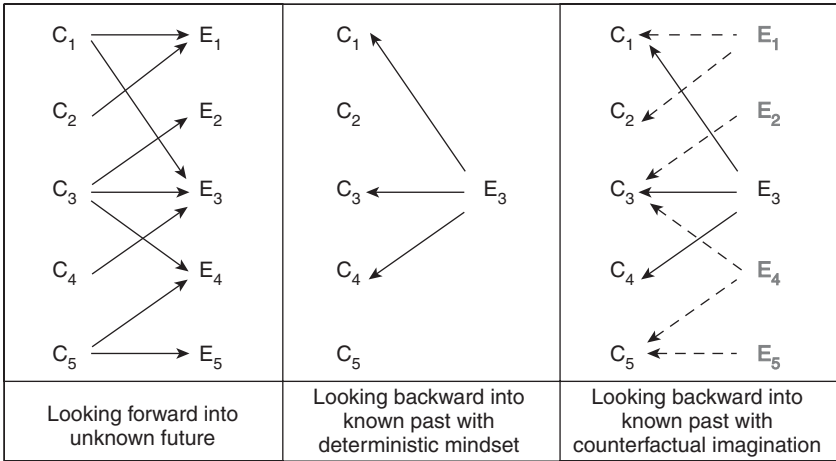 C₁ E₁
C₂ E₂
C₃ E₃
C₄ E₄
C₅ E₅
Looking forward into
unknown future
C₁
C₂
C₃ E₃
C₄
C₅
Looking backward into
known past with
deterministic mindset
C₁ E₁
C₂ E₂
C₃ E₃
C₄ E₄
C₅ E₅
Looking backward into
known past with
counterfactual imagination